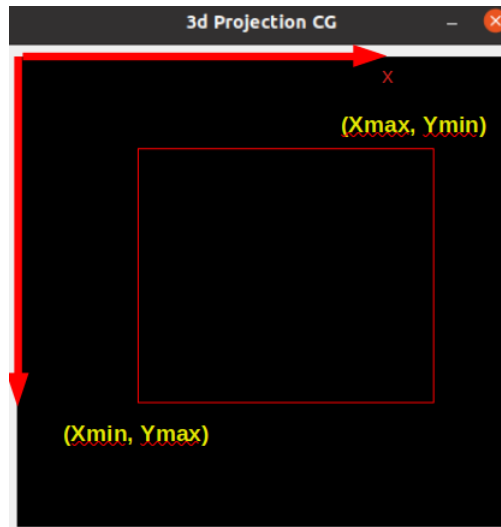 3d Projection CG
X
(Xmax, Ymin)
(Xmin, Ymax)